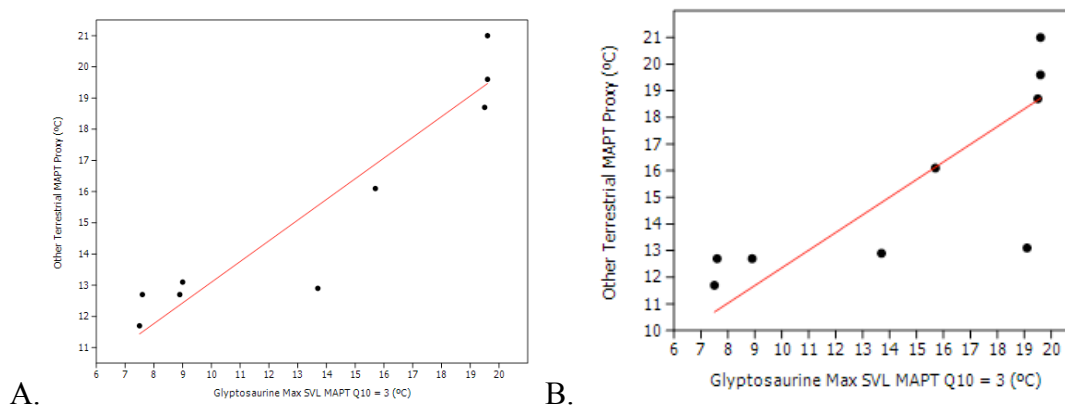 Other Terrestrial MAPT Proxy (ºC)
21
20
19
18
17
16
15
14
13
12
11
6 7 8 9 10 11 12 13 14 15 16 17 18 19 20
Glyptosaurine Max SVL MAPT Q10 = 3 (ºC)
A.
Other Terrestrial MAPT Proxy (ºC)
21
20
19
18
17
16
15
14
13
12
11
10
6 7 8 9 10 11 12 13 14 15 16 17 18 19 20
Glyptosaurine Max SVL MAPT Q10 = 3 (ºC)
B.